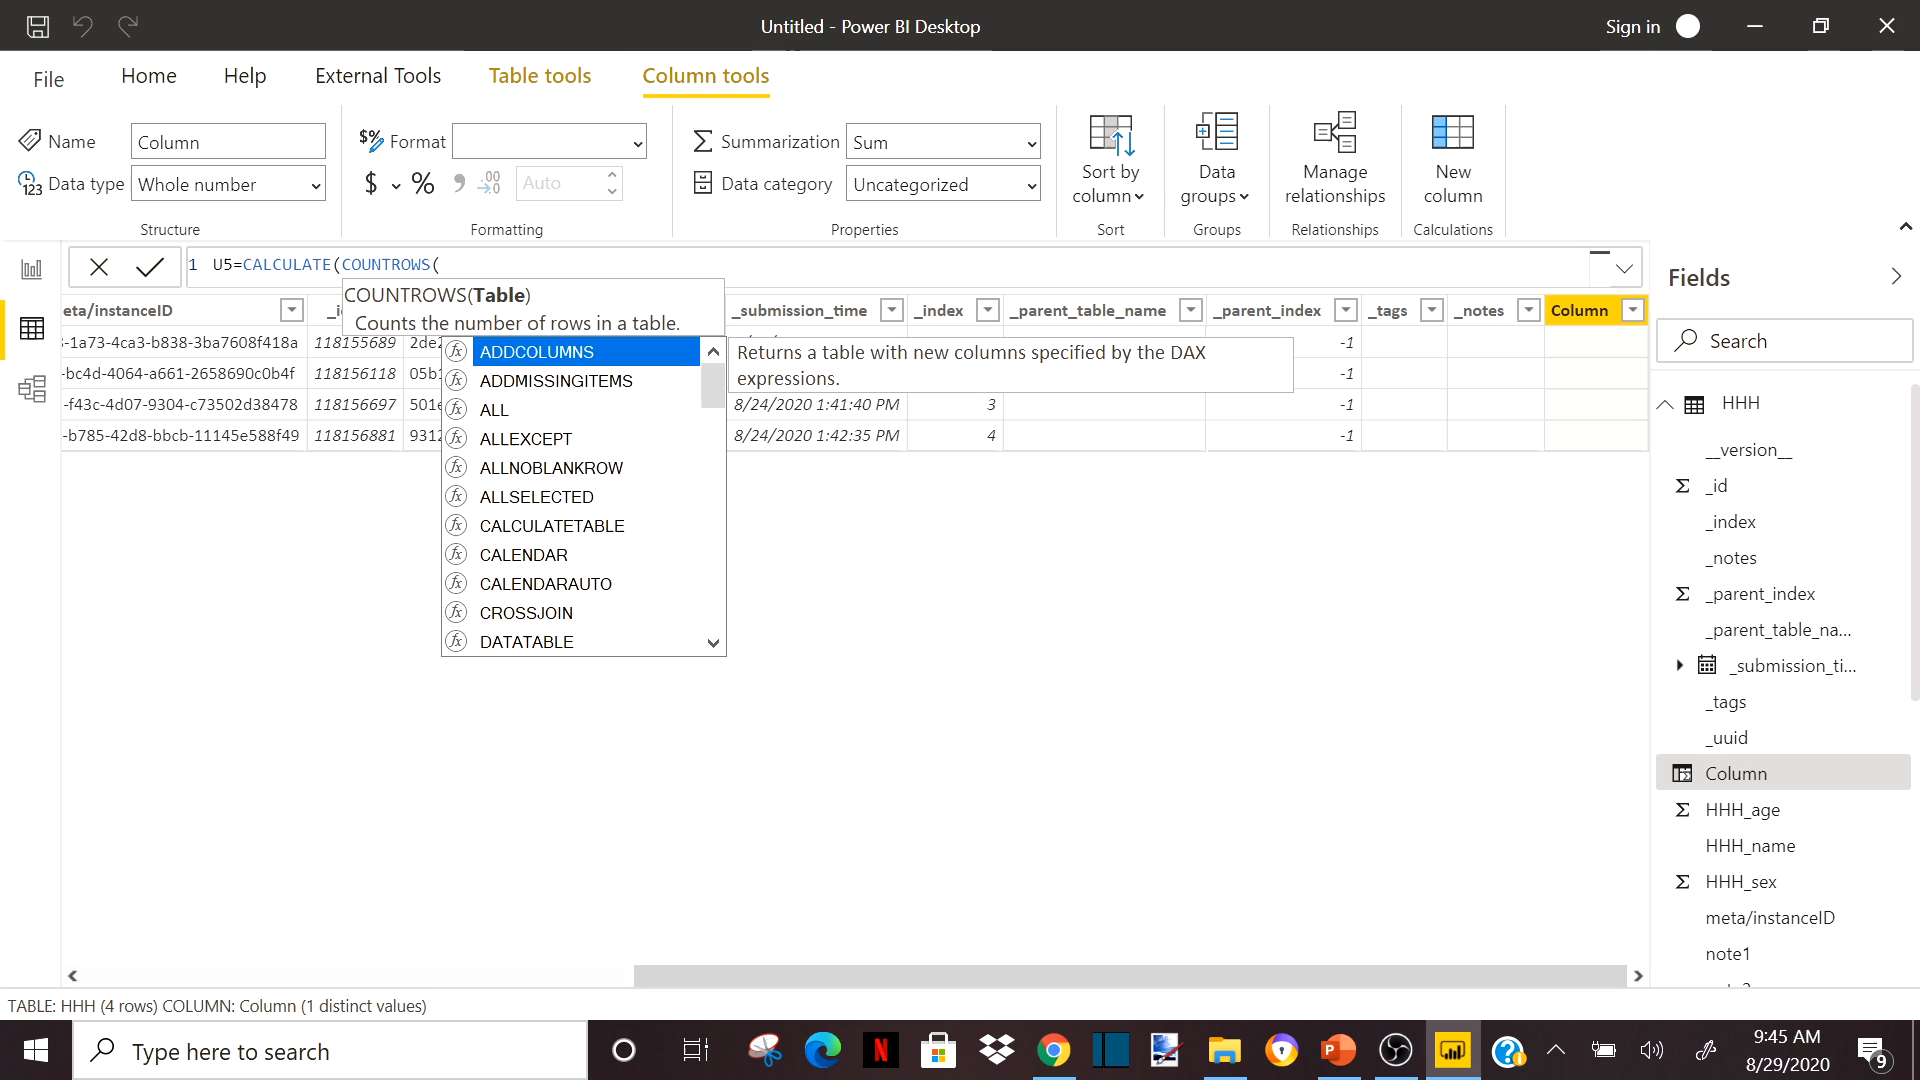 Untitled - Power BI Desktop
Sign in
File
Home
Help
External Tools
Table tools
Column tools
Name
Column
Data type
Whole number
Structure
Format
$
%
Auto
Formatting
Summarization
Sum
Data category
Uncategorized
Properties
Sort by
column
Sort
Data
groups
Groups
Manage
relationships
Relationships
New
column
Calculations
1 U5=CALCULATE(COUNTROWS(
COUNTROWS(Table)
Counts the number of rows in a table.
eta/instanceID
_submission_time
_index
_parent_table_name
_parent_index
_tags
_notes
Column
-1a73-4ca3-b838-3ba7608f418a 118155689 -1
-bc4d-4064-a661-2658690c0b4f 118156118 -1
-f43c-4d07-9304-c73502d38478 118156697 8/24/2020 1:41:40 PM 3 -1
-b785-42d8-bbcb-11145e588f49 118156881 9312 8/24/2020 1:42:35 PM 4 -1
ADDCOLUMNS
ADDMISSINGITEMS
ALL
ALLEXCEPT
ALLNOBLANKROW
ALLSELECTED
CALCULATETABLE
CALENDAR
CALENDARAUTO
CROSSJOIN
DATATABLE
Returns a table with new columns specified by the DAX
expressions.
Fields
Search
HHH
__version__
_id
_index
_notes
_parent_index
_parent_table_na...
_submission_ti...
_tags
_uuid
Column
HHH_age
HHH_name
HHH_sex
meta/instanceID
note1
TABLE: HHH (4 rows) COLUMN: Column (1 distinct values)
Type here to search
9:45 AM
8/29/2020
9